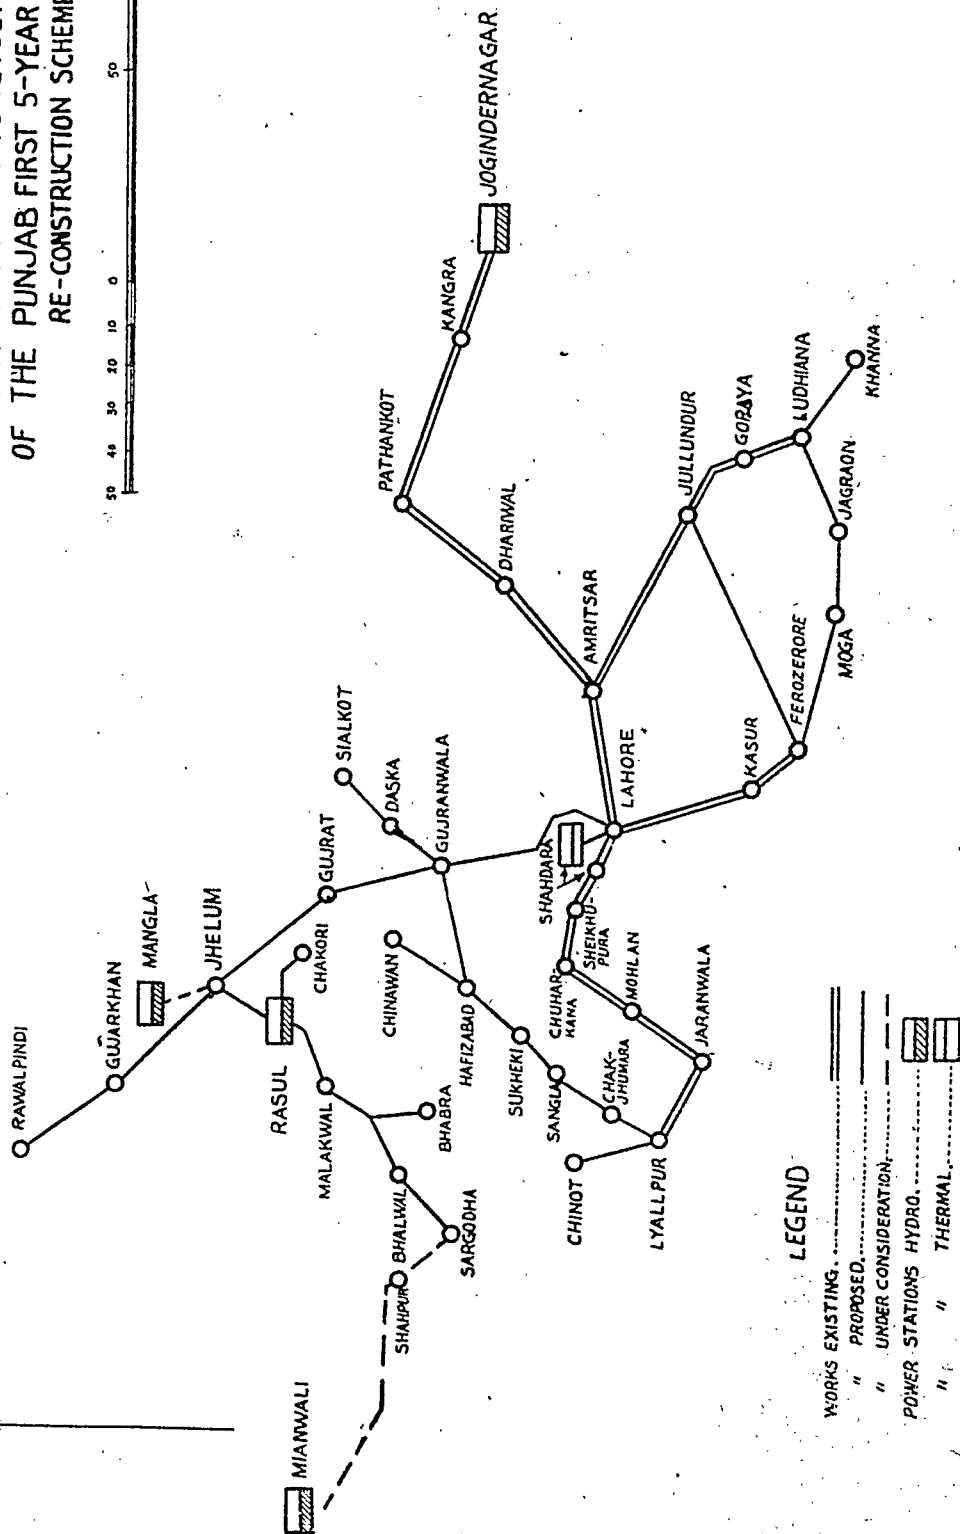 OF THE PUNJAB FIRST 5-YEAR
RE-CONSTRUCTION SCHEME
50 40 30 20 10 0 50
RAWALPINDI
GUJARKHAN
MANGLA
JHELUM
GUJRAT
SIALKOT
DASKA
GUJRANWALA
CHAKORI
RASUL
MALAKWAL
BHABRA
BHALWAL
SARGODHA
SHAHPUR
MIANWALI
CHINAWAN
HAFIZABAD
SUKHEKI
SANGLA
CHAK-
JHUMARA
CHINOT
LYALLPUR
JARANWALA
MOHLAN
CHUHAR-
KANA
SHEIKHU-
PURA
SHAHDARA
LAHORE
AMRITSAR
DHARIWAL
PATHANKOT
KANGRA
JOGINDERNAGAR
JULLUNDUR
GORAYA
LUDHIANA
KHANNA
JAGRAON
MOGA
FEROZERORE
KASUR
LEGEND
WORKS EXISTING.
" PROPOSED.
" UNDER CONSIDERATION.
POWER STATIONS HYDRO.
" " THERMAL.